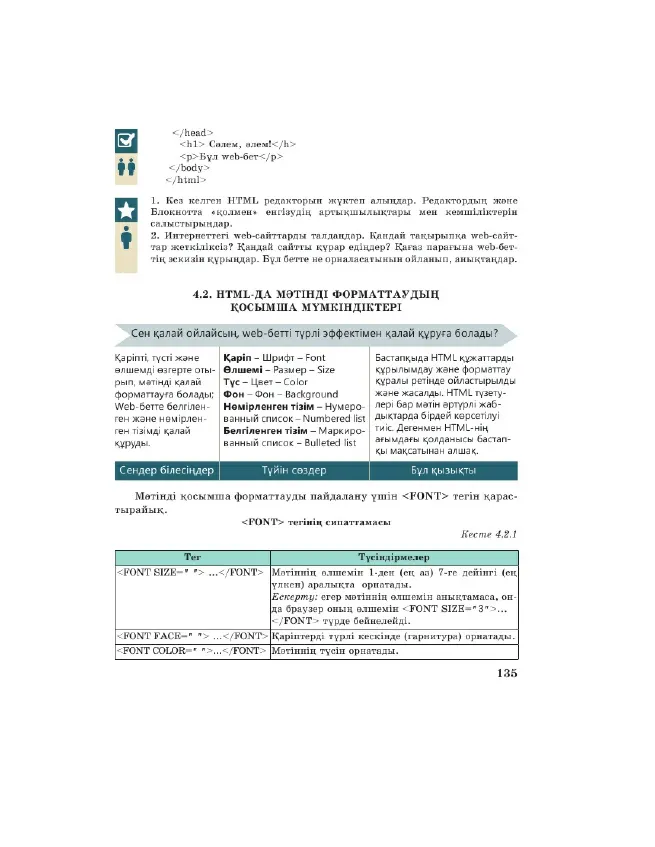 </head>
<h1> Сәлем, әлем!</h>
<p>Бұл web-бет</p>
</body>
</html>
1. Кез келген HTML редакторын жүктеп алыңдар. Редактордың және
Блокнотта «қолмен» енгізудің артықшылықтары мен кемшіліктерін
салыстырыңдар.
2. Интернеттегі web-сайттарды талдаңдар. Қандай тақырыпқа web-сайт-
тар жеткіліксіз? Қандай сайтты құрар едіңдер? Қағаз парағына web-бет-
тің эскизін құрыңдар. Бұл бетте не орналасатынын ойланып, анықтаңдар.
4.2. HTML-ДА МӘТІНДІ ФОРМАТТАУДЫҢ
ҚОСЫМША МҮМКІНДІКТЕРІ
Сен қалай ойлайсың, web-бетті түрлі эффектімен қалай құруға болады?
Қаріпті, түсті және
өлшемді өзгерте оты-
рып, мәтінді қалай
форматтауға болады;
Web-бетте белгілен-
ген және нөмірлен-
ген тізімді қалай
құруды.
Қаріп – Шрифт – Font
Өлшемі – Размер – Size
Түс – Цвет – Color
Фон – Фон – Background
Нөмірленген тізім – Нумеро-
ванный список – Numbered list
Белгіленген тізім – Маркиро-
ванный список – Bulleted list
Бастапқыда HTML құжаттарды
құрылымдау және форматтау
құралы ретінде ойластырылды
және жасалды. HTML түзету-
лері бар мәтін әртүрлі жаб-
дықтарда бірдей көрсетілуі
тиіс. Дегенмен HTML-нің
ағымдағы қолданысы бастап-
қы мақсатынан алшақ.
Сендер білесіңдер
Түйін сөздер
Бұл қызықты
Мәтінді қосымша форматтауды пайдалану үшін <FONT> тегін қарас-
тырайық.
<FONT> тегінің сипаттамасы
Кесте 4.2.1
Тег
Түсіндірмелер
<FONT SIZE=" "> ...</FONT>
Мәтіннің өлшемін 1-ден (ең аз) 7-ге дейінгі (ең
үлкен) аралықта орнатады.
Ескерту: егер мәтіннің өлшемін анықтамаса, он-
да браузер оның өлшемін <FONT SIZE="3">...
</FONT> түрде бейнелейді.
<FONT FACE=" "> ...</FONT>
Қаріптерді түрлі кескінде (гарнитура) орнатады.
<FONT COLOR=" ">...</FONT>
Мәтіннің түсін орнатады.
135